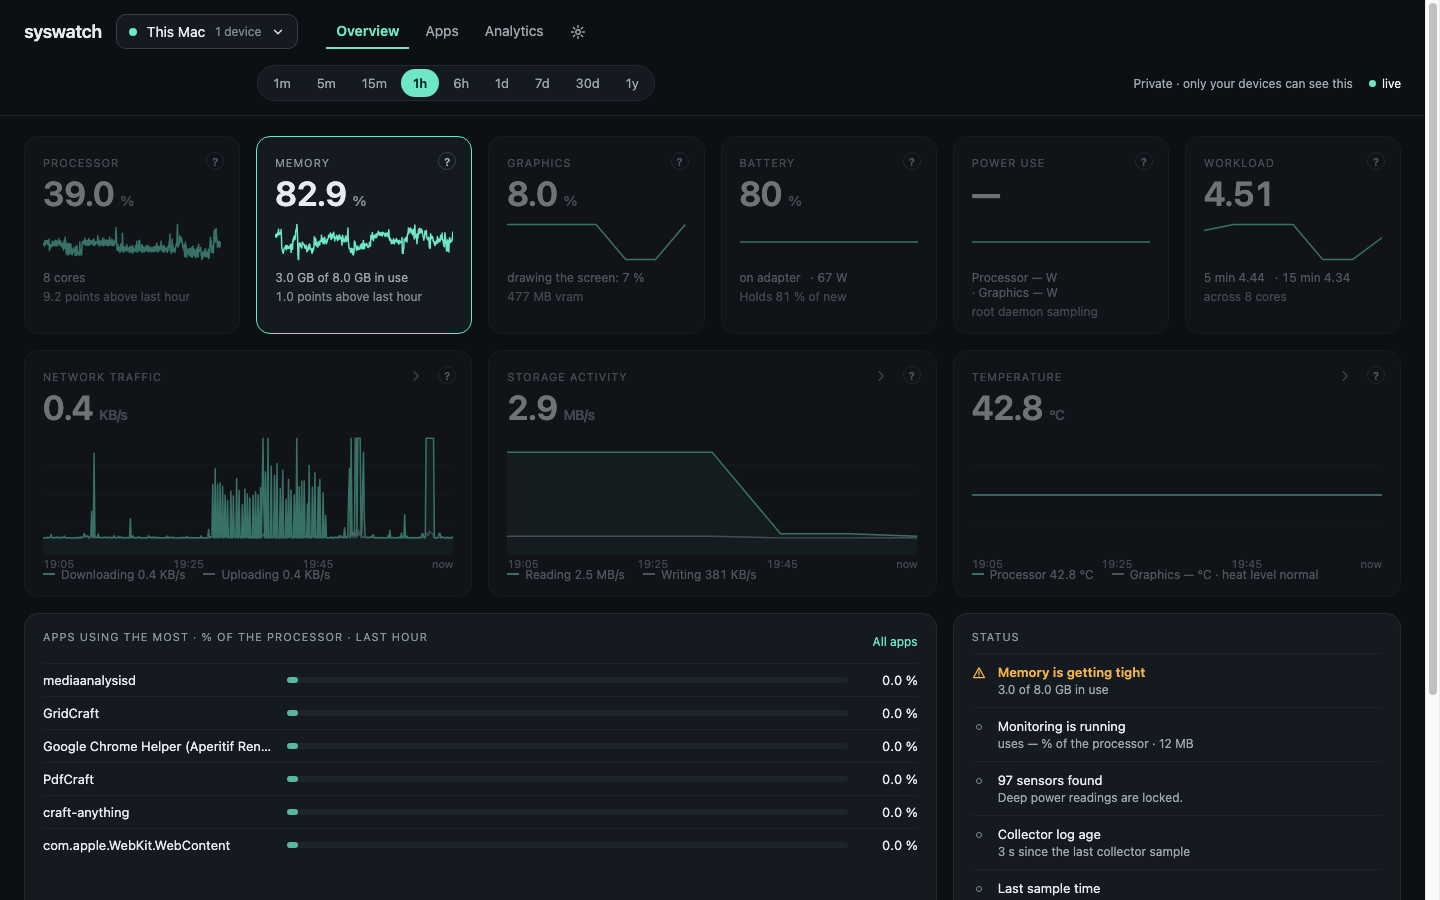 syswatch
This Mac 1 device
Overview Apps Analytics
1m 5m 15m 1h 6h 1d 7d 30d 1y
Private · only your devices can see this live
PROCESSOR ?
39.0 %
8 cores
9.2 points above last hour
MEMORY ?
82.9 %
3.0 GB of 8.0 GB in use
1.0 points above last hour
GRAPHICS ?
8.0 %
drawing the screen: 7 %
477 MB vram
BATTERY ?
80 %
on adapter · 67 W
Holds 81 % of new
POWER USE ?
—
Processor — W
· Graphics — W
root daemon sampling
WORKLOAD ?
4.51
5 min 4.44 · 15 min 4.34
across 8 cores
NETWORK TRAFFIC ?
0.4 KB/s
19:05 19:25 19:45 now
Downloading 0.4 KB/s Uploading 0.4 KB/s
STORAGE ACTIVITY ?
2.9 MB/s
19:05 19:25 19:45 now
Reading 2.5 MB/s Writing 381 KB/s
TEMPERATURE ?
42.8 °C
19:05 19:25 19:45 now
Processor 42.8 °C Graphics — °C · heat level normal
APPS USING THE MOST · % OF THE PROCESSOR · LAST HOUR
All apps
mediaanalysisd 0.0 %
GridCraft 0.0 %
Google Chrome Helper (Aperitif Ren... 0.0 %
PdfCraft 0.0 %
craft-anything 0.0 %
com.apple.WebKit.WebContent 0.0 %
STATUS
Memory is getting tight
3.0 of 8.0 GB in use
Monitoring is running
uses — % of the processor · 12 MB
97 sensors found
Deep power readings are locked.
Collector log age
3 s since the last collector sample
Last sample time